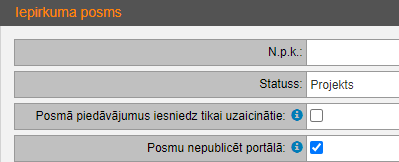 Iepirkuma posms
N.p.k.:
Statuss: Projekts
Posmā piedāvājumus iesniedz tikai uzaicinātie:
Posmu nepublicēt portālā: